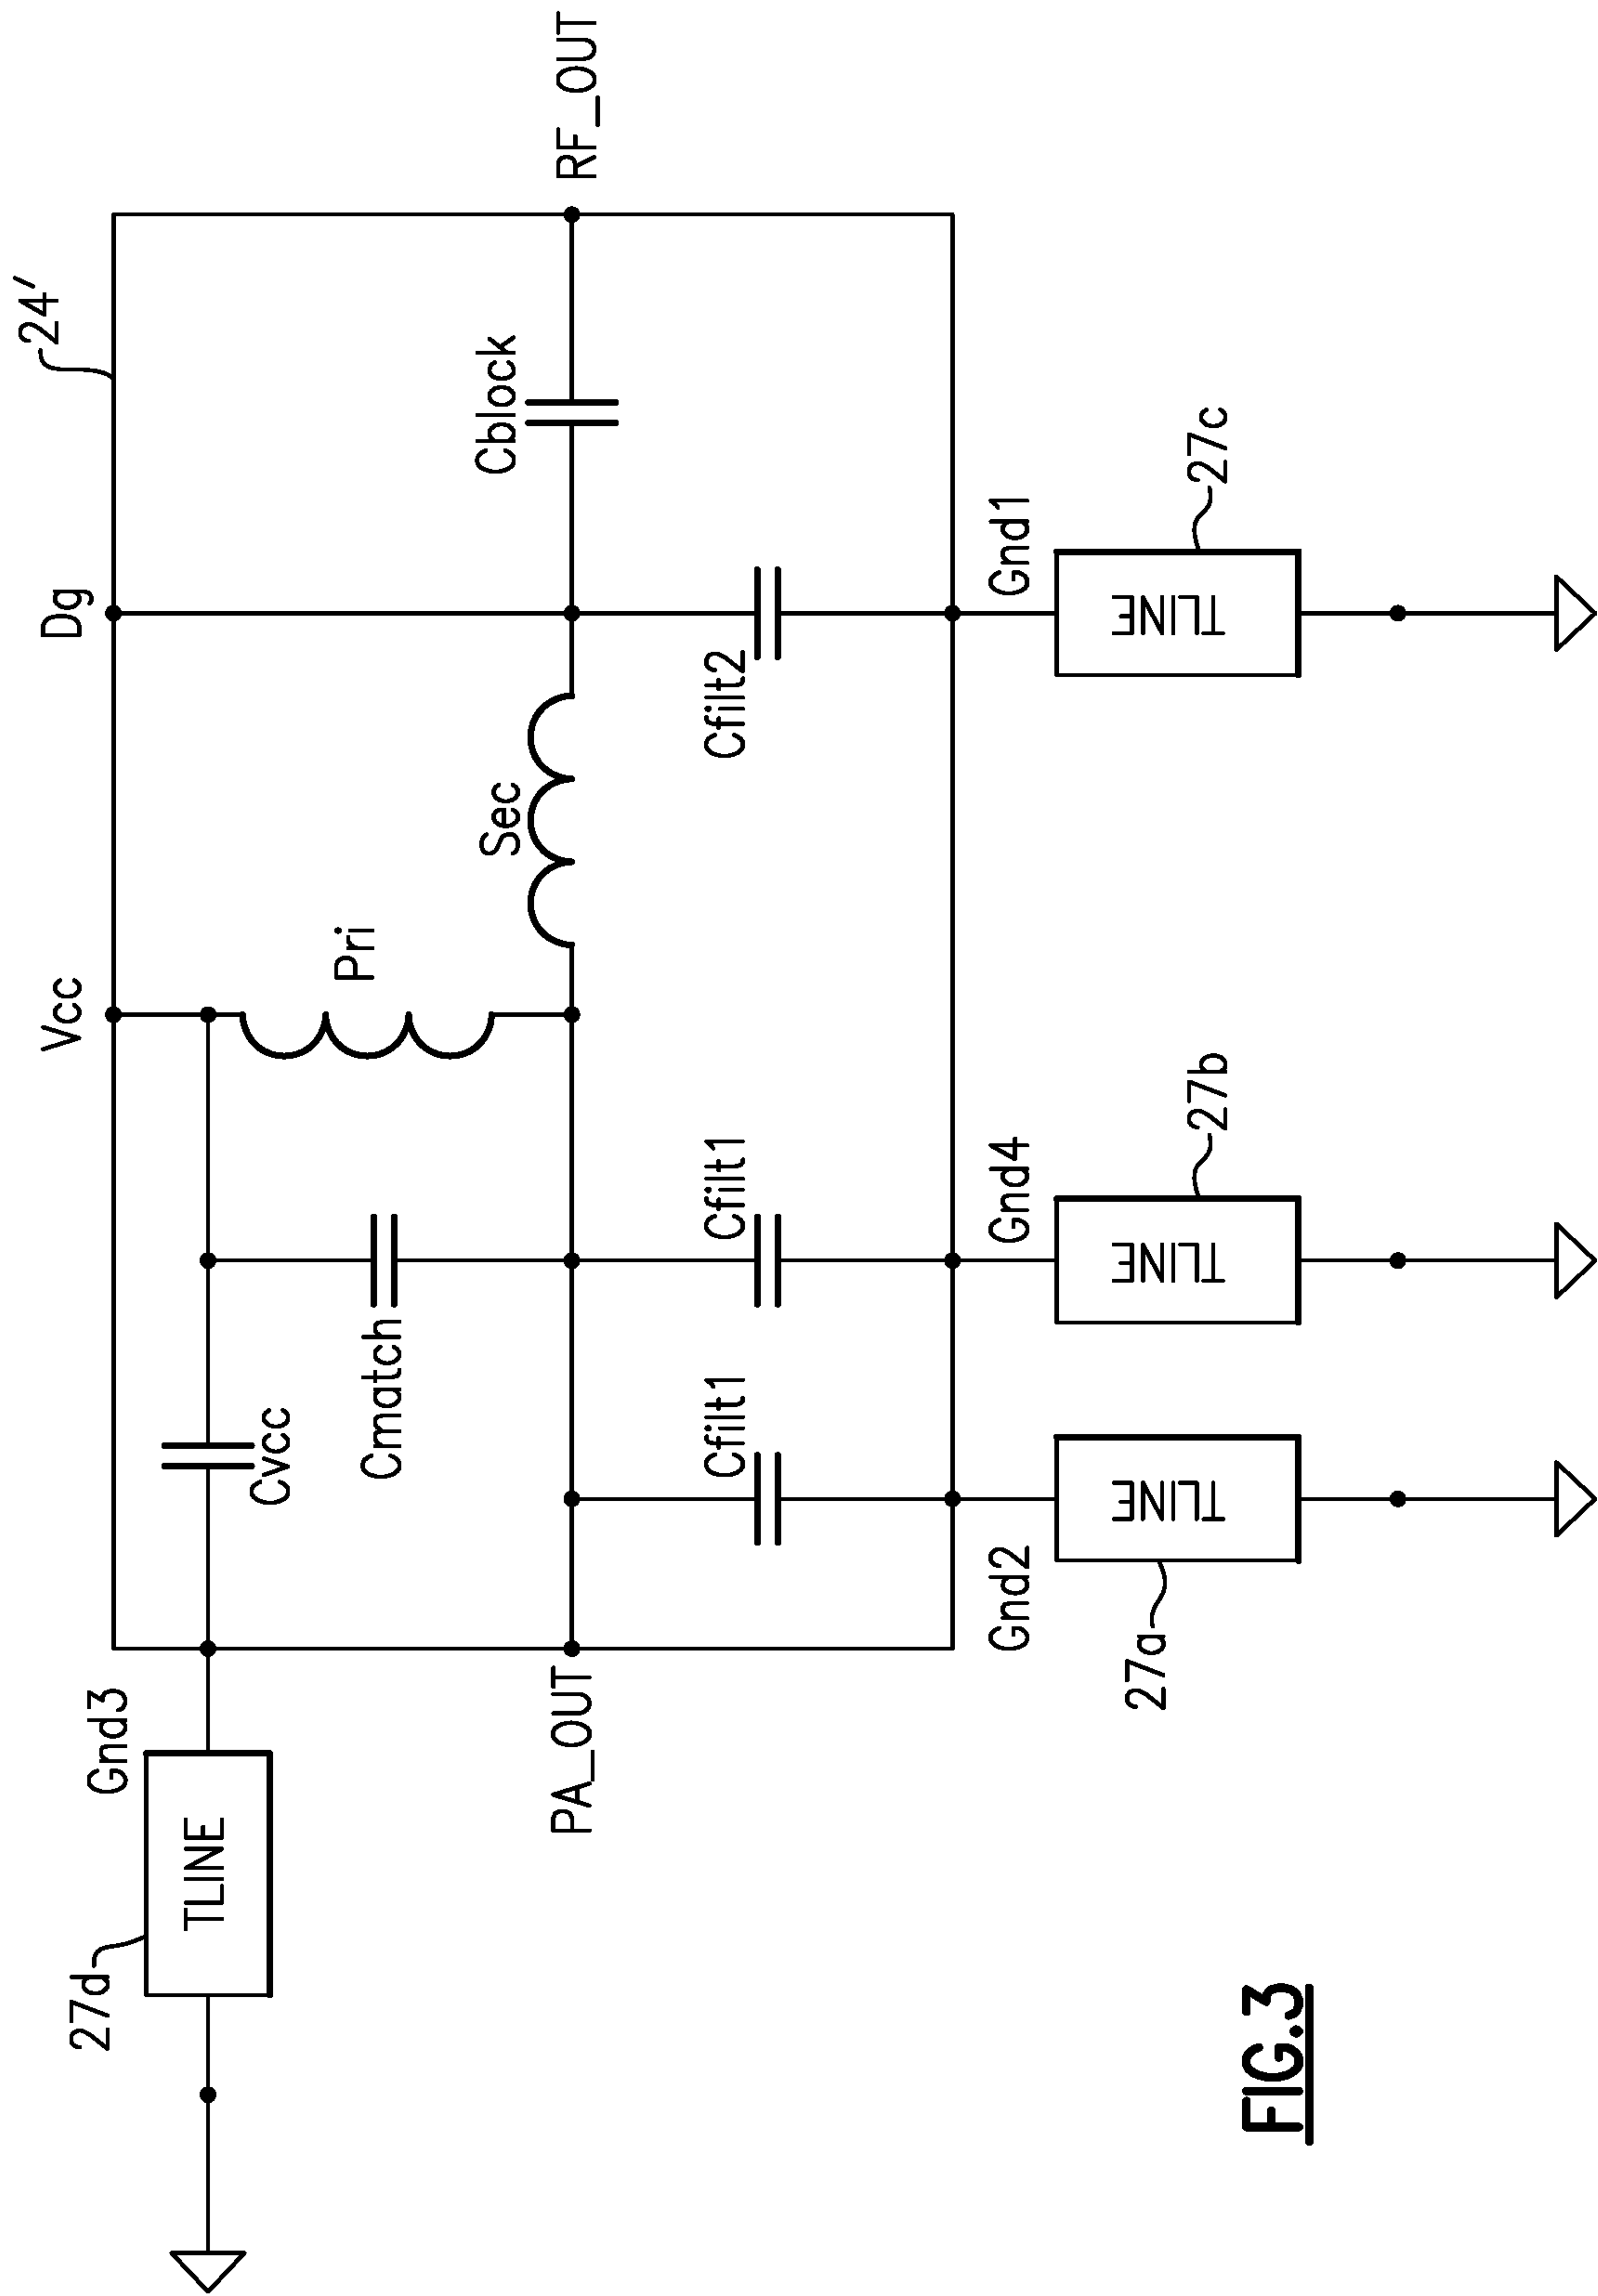 24′
Dg
Vcc
RF_OUT
Cblock
Pri
Sec
Cvcc
Cmatch
Cfilt1
Cfilt1
Cfilt2
Gnd3
TLINE
27d
PA_OUT
Gnd2
TLINE
27a
Gnd4
TLINE
27b
Gnd1
TLINE
27c
FIG.3